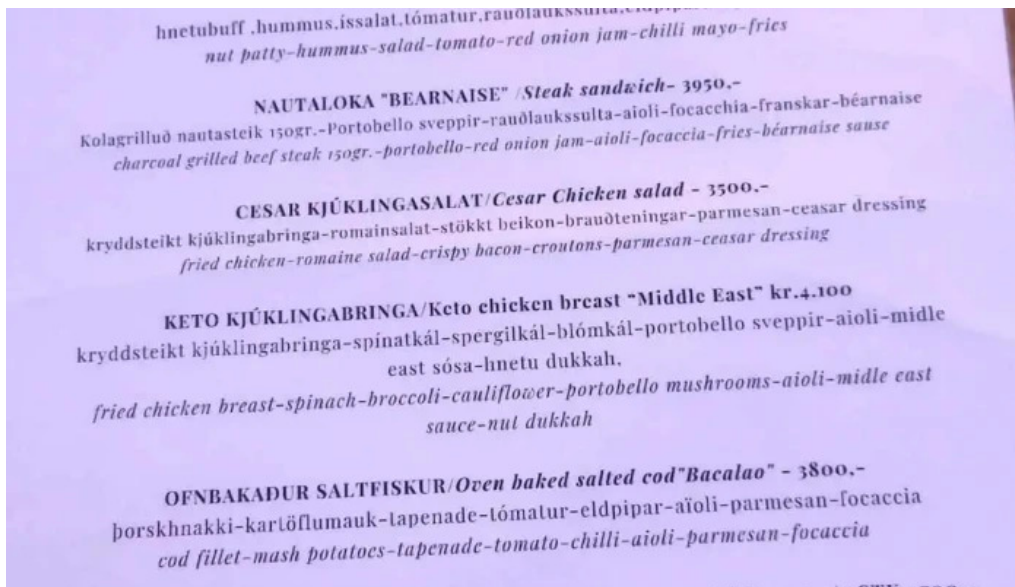 hnetubuff .hummus.íssalat.tómatur.rauðlaukssulta.
nut patty-hummus-salad-tomato-red onion jam-chilli mayo-fries
NAUTALOKA "BEARNAISE" /Steak sandwich- 3950.-
Kolagrilluð nautasteik 150gr.-Portobello sveppir-rauðlaukssulta-aioli-focacchia-franskar-béarnaise
charcoal grilled beef steak 150gr.-portobello-red onion jam-aioli-focaccia-fries-béarnaise sause
CESAR KJÚKLINGASALAT/Cesar Chicken salad - 3500.-
kryddsteikt kjúklingabringa-romainsalat-stökkt beikon-brauðteningar-parmesan-ceasar dressing
fried chicken-romaine salad-crispy bacon-croutons-parmesan-ceasar dressing
KETO KJÚKLINGABRINGA/Keto chicken breast "Middle East" kr.4.100
kryddsteikt kjúklingabringa-spínatkál-spergilkál-blómkál-portobello sveppir-aioli-midle
east sósa-hnetu dukkah.
fried chicken breast-spinach-broccoli-cauliflower-portobello mushrooms-aioli-midle east
sauce-nut dukkah
OFNBAKAÐUR SALTFISKUR/Oven baked salted cod"Bacalao" - 3800.-
þorskhnakki-kartöflumauk-tapenade-tómatur-eldpipar-aïoli-parmesan-focaccia
cod fillet-mash potatoes-tapenade-tomato-chilli-aioli-parmesan-focaccia